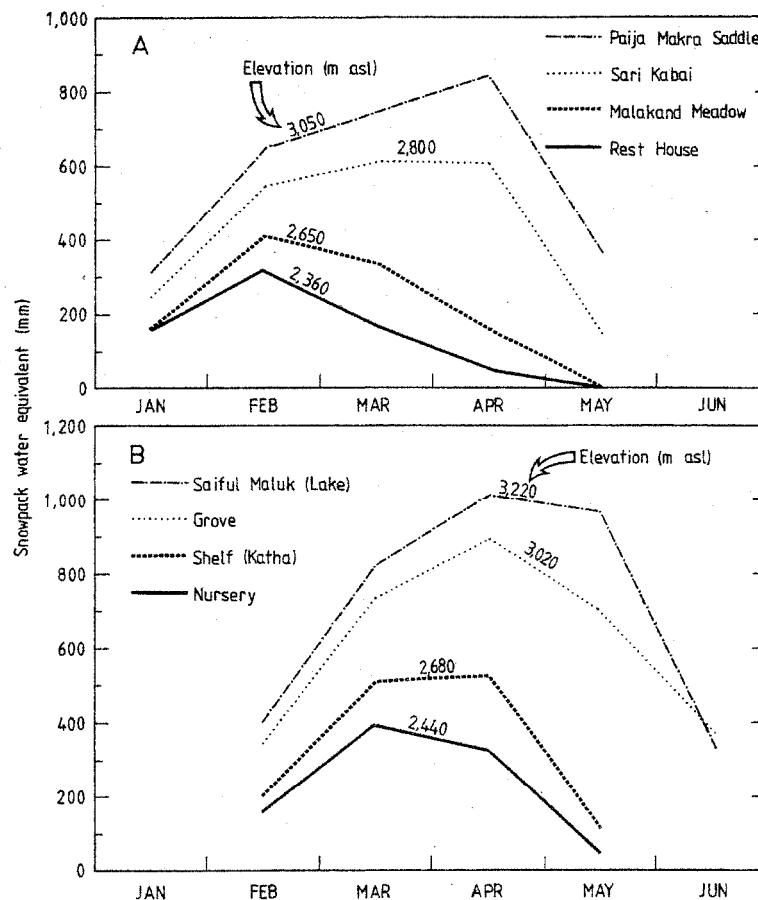 Snowpack water equivalent (mm)
A
1,000
800
600
400
200
0
Elevation (m asl)
3,050
2,800
2,650
2,360
Paija Makra Saddle
Sari Kabai
Malakand Meadow
Rest House
JAN FEB MAR APR MAY JUN
B
1,200
1,000
800
600
400
200
0
Saiful Maluk (Lake)
Grove
Shelf (Katha)
Nursery
Elevation (m asl)
3,220
3,020
2,680
2,440
JAN FEB MAR APR MAY JUN